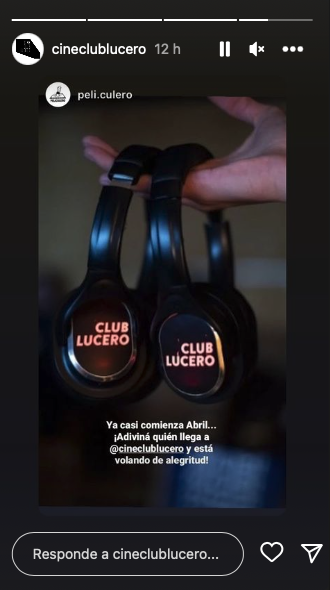 cineclublucero 12 h
peli.culero
CLUB
LUCERO
CLUB
LUCERO
Ya casi comienza Abril...
¡Adiviná quién llega a
@cineclublucero y está
volando de alegritud!
Responde a cineclublucero...